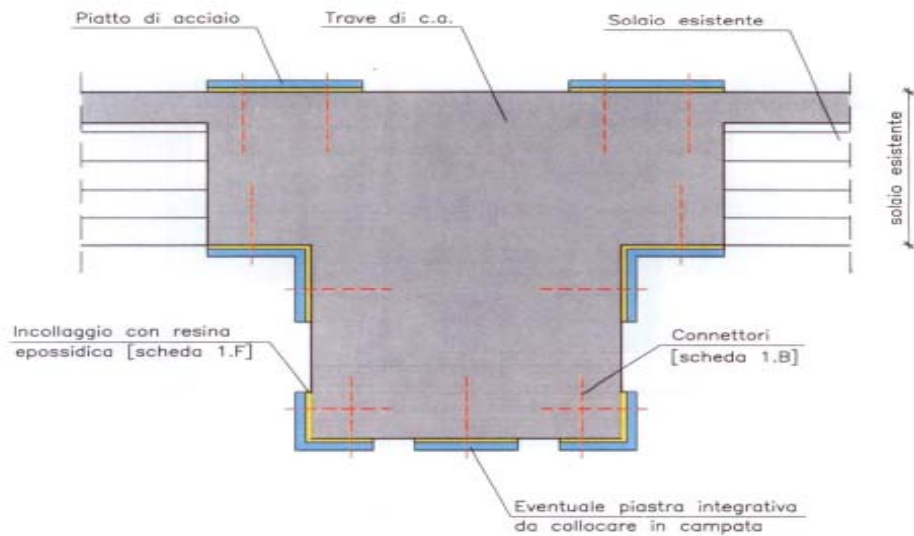 Piatto di acciaio
Trave di c.a.
Solaio esistente
solaio esistente
Incollaggio con resina
epossidica [scheda 1.F]
Connettori
[scheda 1.B]
Eventuale piastra integrativa
da collocare in campata